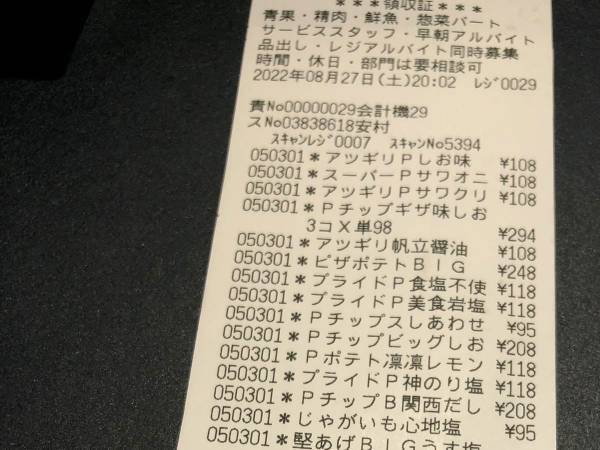 ***領収証***
青果・精肉・鮮魚・惣菜パート
サービススタッフ・早朝アルバイト
品出し・レジアルバイト同時募集
時間・休日・部門は要相談可
2022年08月27日(土)20:02 ﾚｼﾞ0029
責No00000029会計機29
スNo03838618安村
ｽｷｬﾝﾚｼﾞ0007 ｽｷｬﾝNo5394
050301*アツギリPしお味 ¥108
050301*スーパーPサワオニ ¥108
050301*アツギリPサワクリ ¥108
050301*Pチップギザ味しお
3コX単98 ¥294
050301*アツギリ帆立醤油 ¥108
050301*ピザポテトBIG ¥248
050301*プライドP食塩不使 ¥118
050301*プライドP美食岩塩 ¥118
050301*Pチップスしあわせ ¥95
050301*Pチップビッグしお ¥208
050301*Pポテト凛凛レモン ¥118
050301*プライドP神のり塩 ¥118
050301*PチップB関西だし ¥208
050301*じゃがいも心地塩 ¥95
050301*堅あげBIGうす塩